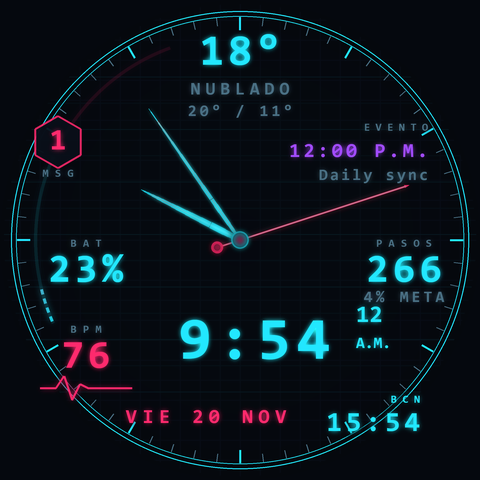 18°
NUBLADO
20° / 11°
EVENTO
12:00 P.M.
Daily sync
1
MSG
BAT
23%
PASOS
266
4% META
BPM
76
9:54
12
A.M.
BCN
15:54
VIE 20 NOV